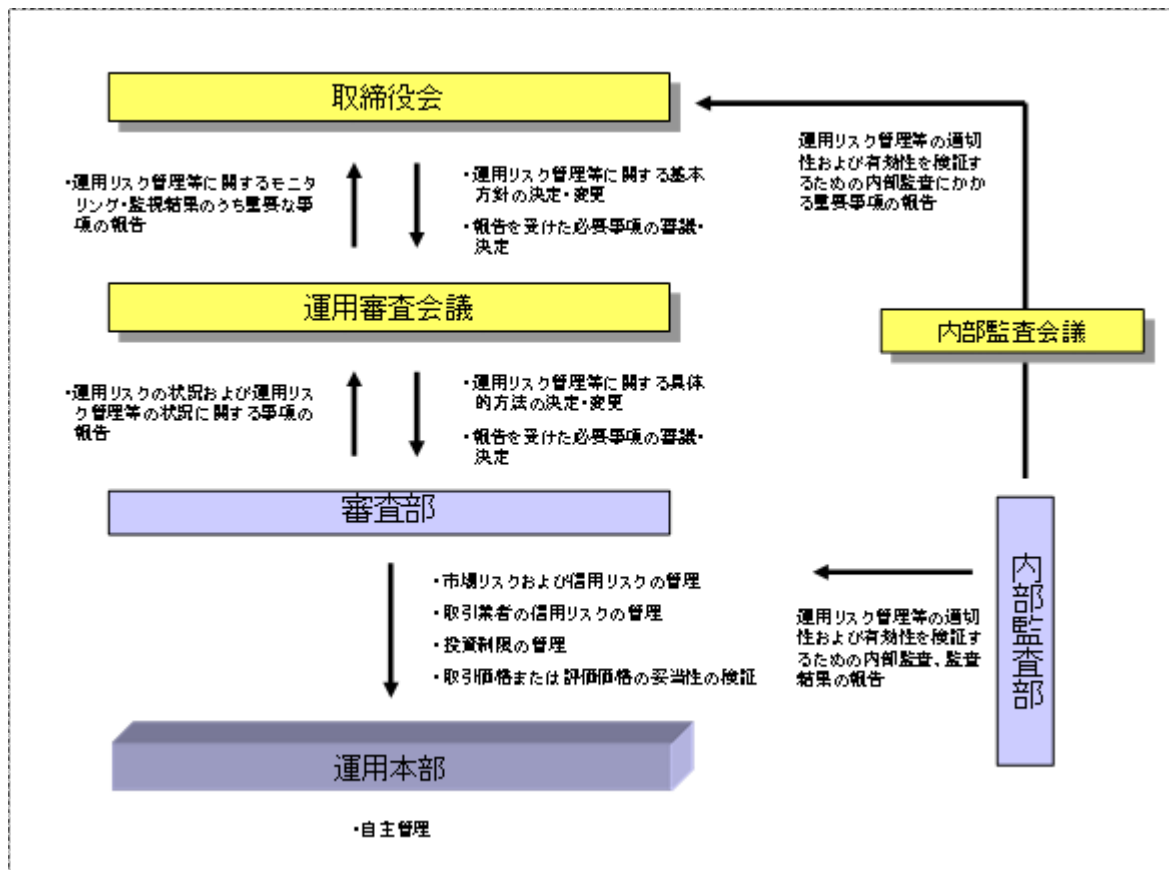 取締役会
運用リスク管理等の適切
性および有効性を検証す
るための内部監査にかか
る重要事項の報告
・運用リスク管理等に関するモニタ
リング・監視結果のうち重要な事
項の報告
・運用リスク管理等に関する基本
方針の決定・変更
・報告を受けた必要事項の審議・
決定
運用審査会議
内部監査会議
・運用リスクの状況および運用リス
ク管理等の状況に関する事項の
報告
・運用リスク管理等に関する具体
的方法の決定・変更
・報告を受けた必要事項の審議・
決定
審査部
内部監査部
・市場リスクおよび信用リスクの管理
・取引業者の信用リスクの管理
・投資制限の管理
・取引価格または評価価格の妥当性の検証
運用リスク管理等の適切
性および有効性を検証す
るための内部監査、監査
結果の報告
運用本部
・自主管理